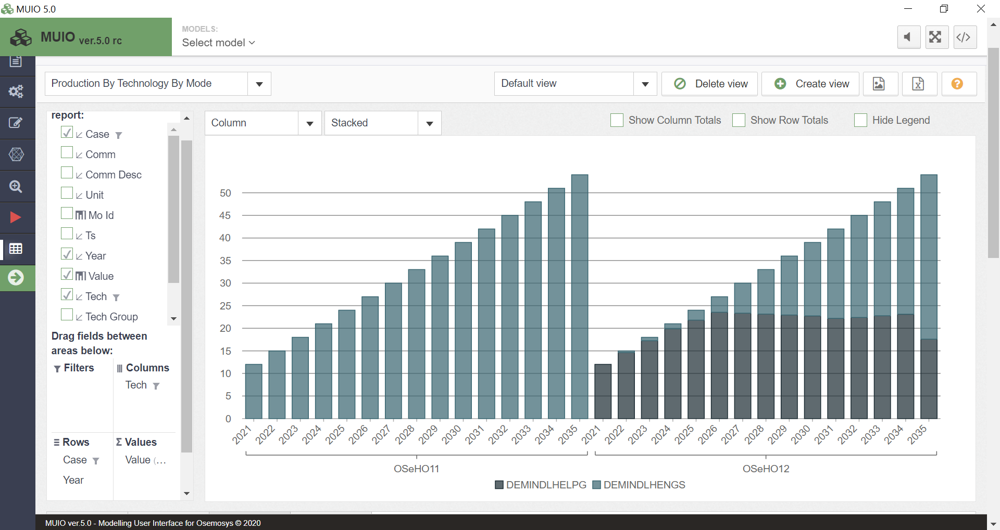 MUIO 5.0
MUIO ver.5.0 rc
MODELS:
Select model
Production By Technology By Mode
Default view
Delete view
Create view
report:
Case
Comm
Comm Desc
Unit
Mo Id
Ts
Year
Value
Tech
Tech Group
Drag fields between
areas below:
Filters
Columns
Tech
Rows
Σ Values
Case
Value (...
Year
Column
Stacked
Show Column Totals
Show Row Totals
Hide Legend
50
45
40
35
30
25
20
15
10
5
0
2021 2022 2023 2024 2025 2026 2027 2028 2029 2030 2031 2032 2033 2034 2035 2021 2022 2023 2024 2025 2026 2027 2028 2029 2030 2031 2032 2033 2034 2035
OSeHO11 OSeHO12
DEMINDLHELPG DEMINDLHENGS
MUIO ver.5.0 - Modelling User Interface for Osemosys © 2020